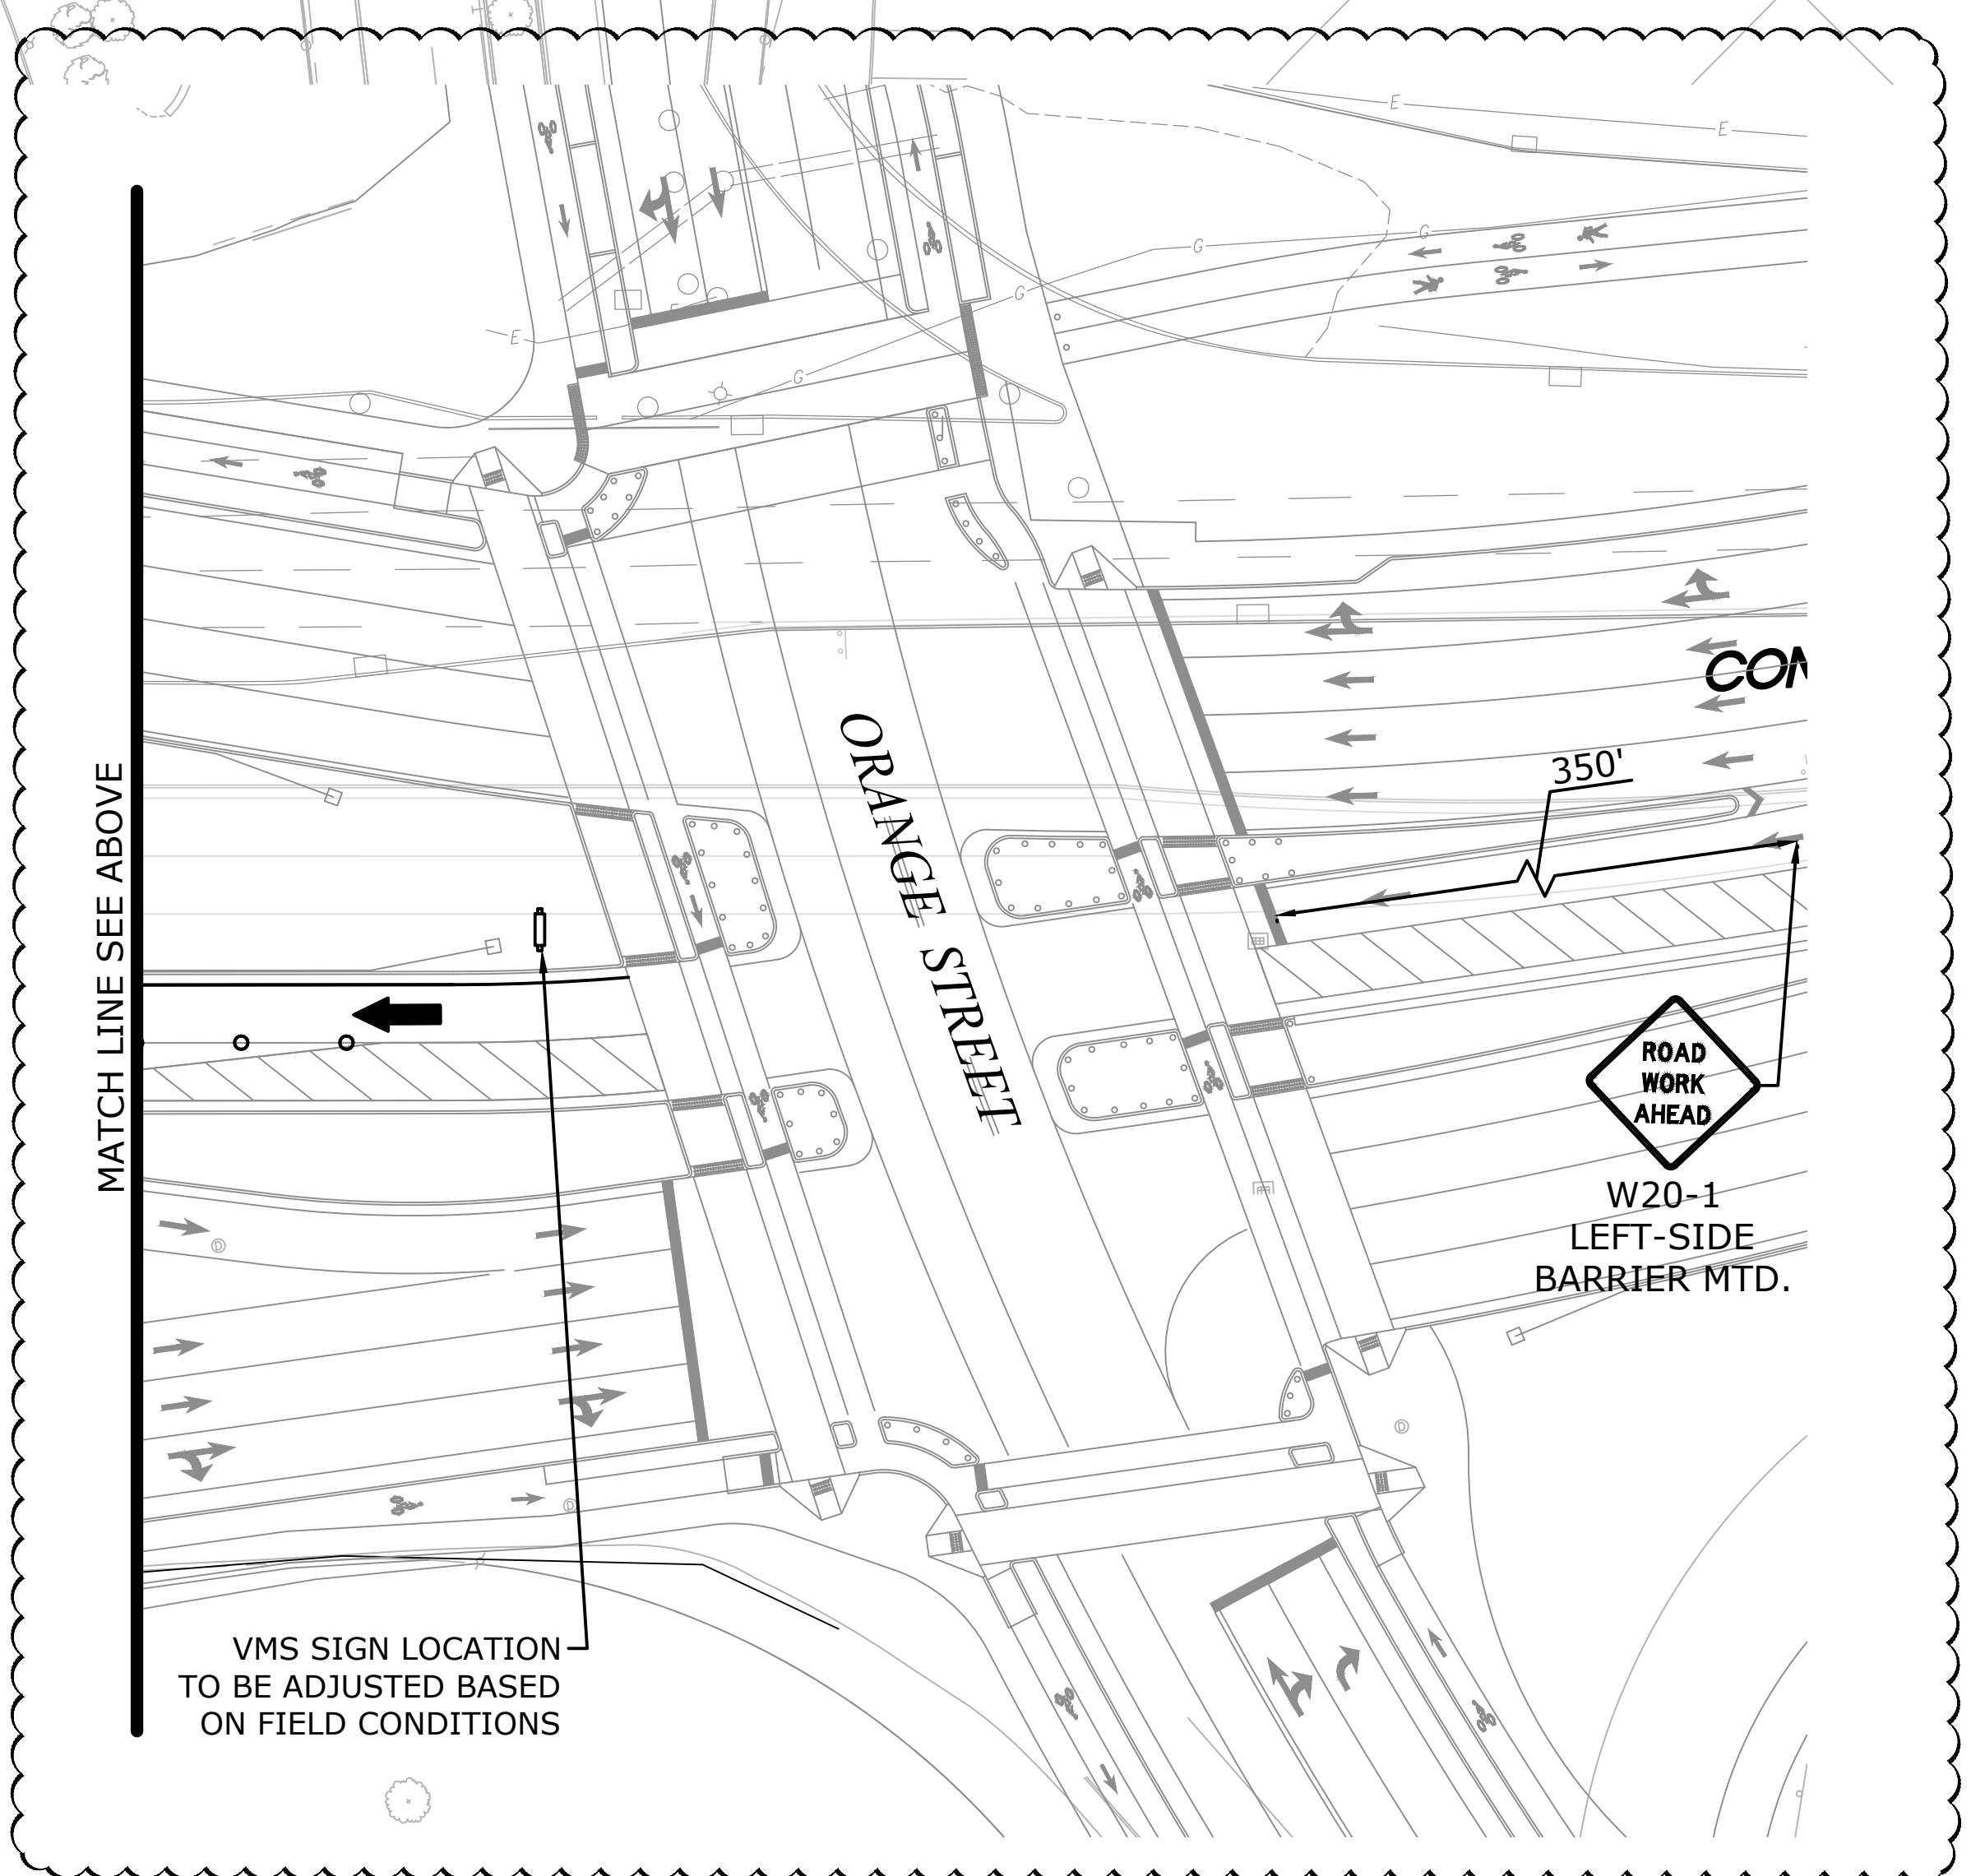 E
E
G
G
G
E
E
G
MATCH LINE SEE ABOVE
ORANGE STREET
CON
350'
ROAD
WORK
AHEAD
W20-1
LEFT-SIDE
BARRIER MTD.
D
D
D
VMS SIGN LOCATION
TO BE ADJUSTED BASED
ON FIELD CONDITIONS